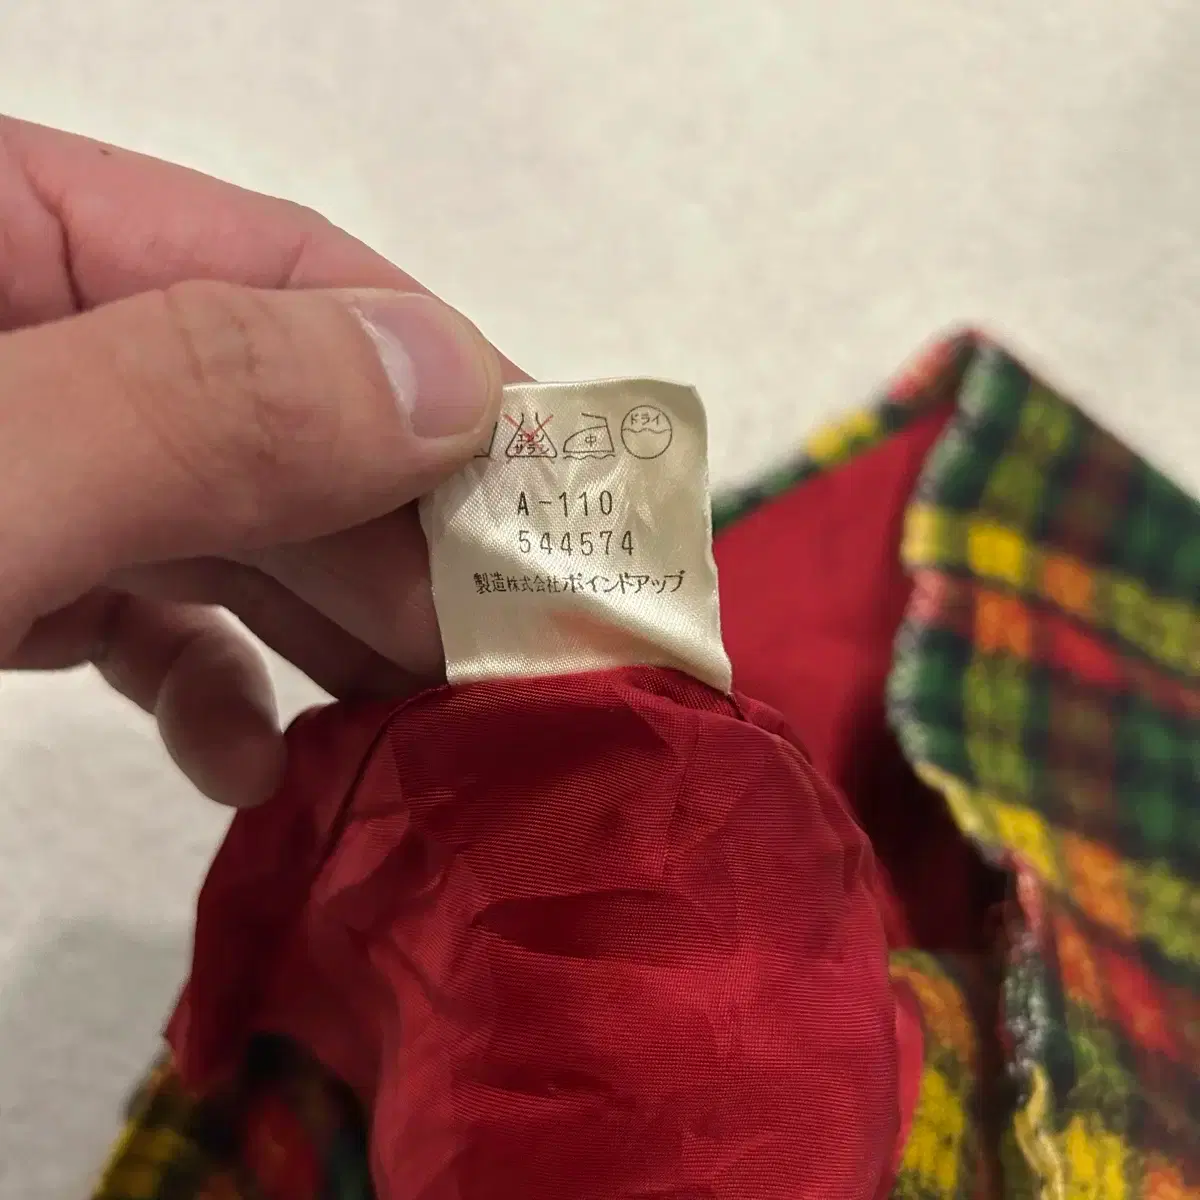 エンソ
サラシ
中
ドライ
A-110
544574
製造株式会社ポインドアップ